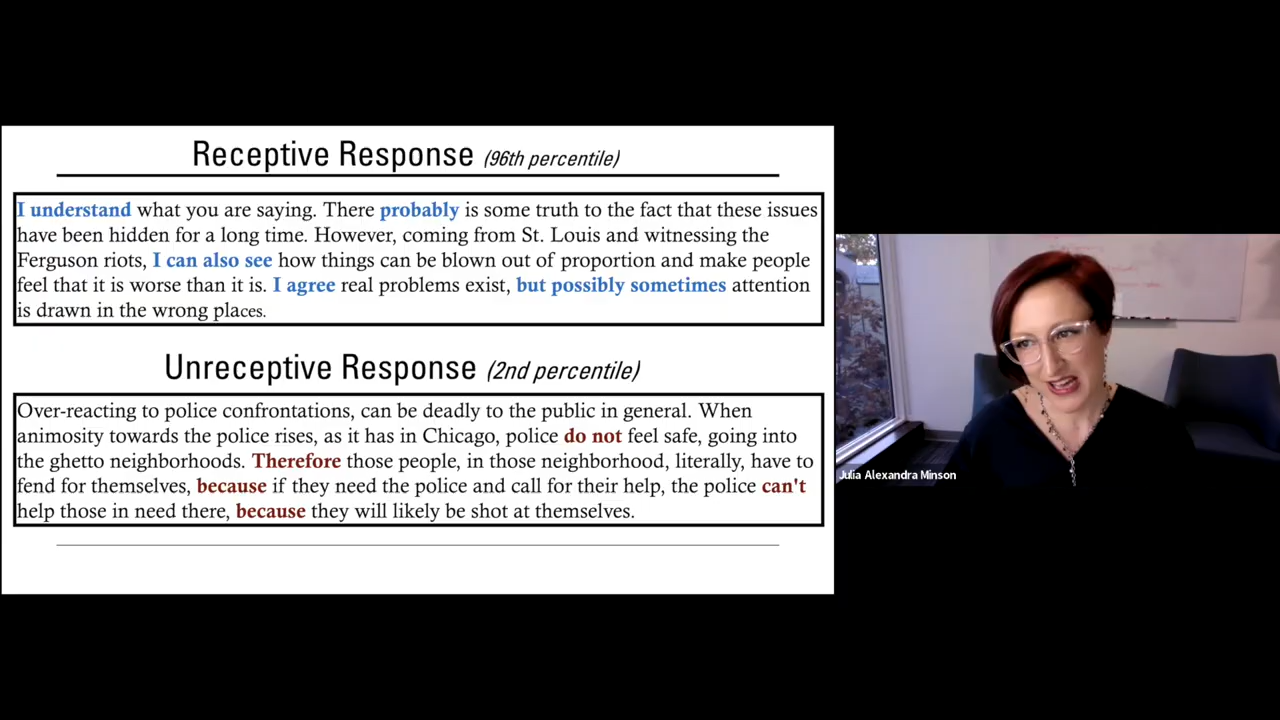 Receptive Response (96th percentile)
I understand what you are saying. There probably is some truth to the fact that these issues
have been hidden for a long time. However, coming from St. Louis and witnessing the
Ferguson riots, I can also see how things can be blown out of proportion and make people
feel that it is worse than it is. I agree real problems exist, but possibly sometimes attention
is drawn in the wrong places.
Unreceptive Response (2nd percentile)
Over-reacting to police confrontations, can be deadly to the public in general. When
animosity towards the police rises, as it has in Chicago, police do not feel safe, going into
the ghetto neighborhoods. Therefore those people, in those neighborhood, literally, have to
fend for themselves, because if they need the police and call for their help, the police can't
help those in need there, because they will likely be shot at themselves.
Julia Alexandra Minson